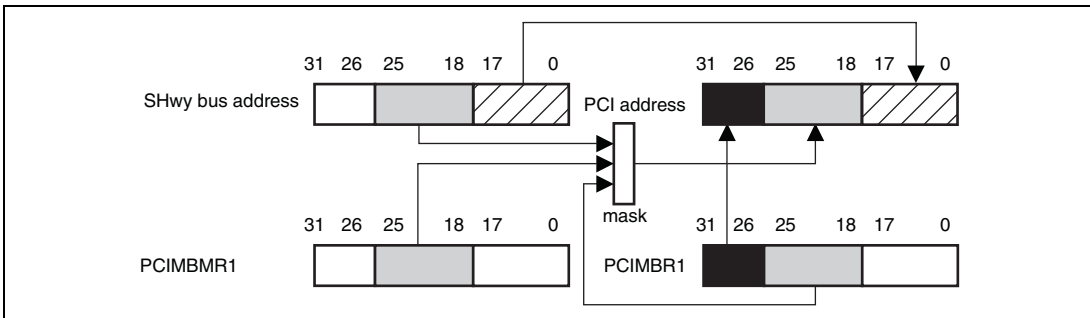 31 26 25 18 17 0 31 26 25 18 17 0
SHwy bus address PCI address
mask
31 26 25 18 17 0 31 26 25 18 17 0
PCIMBMR1 PCIMBR1